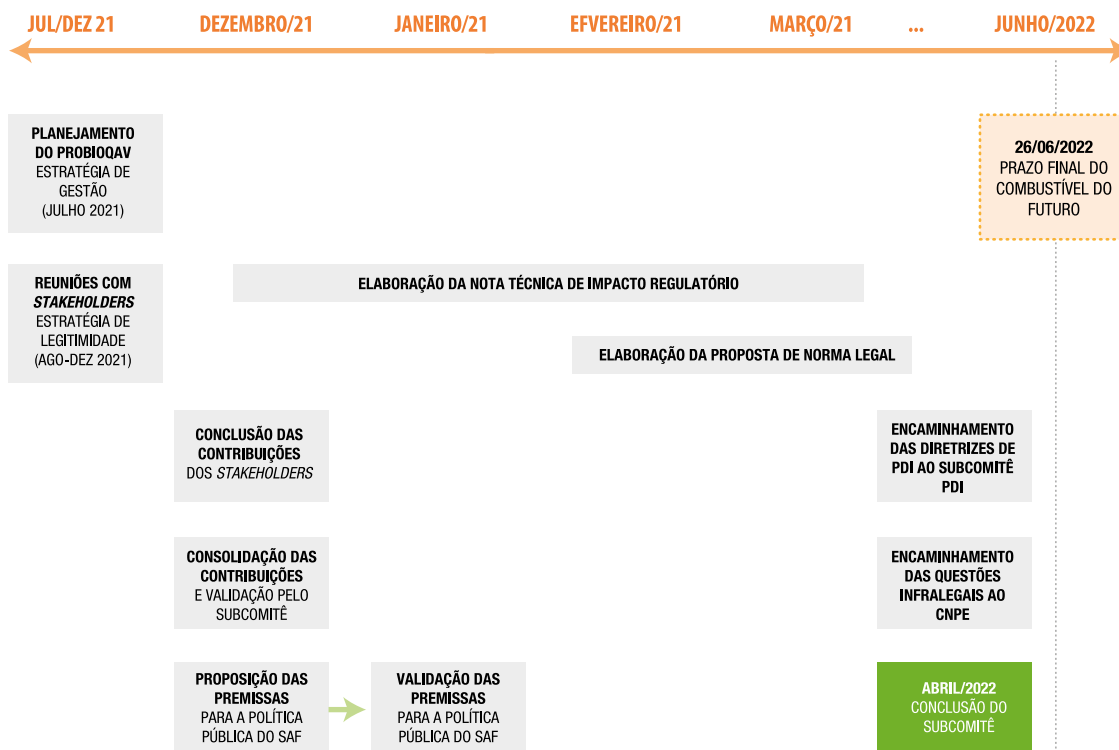 JUL/DEZ 21
DEZEMBRO/21
JANEIRO/21
EFVEREIRO/21
MARÇO/21
...
JUNHO/2022
PLANEJAMENTO
DO PROBIOQAV
ESTRATÉGIA DE
GESTÃO
(JULHO 2021)
26/06/2022
PRAZO FINAL DO
COMBUSTÍVEL DO
FUTURO
REUNIÕES COM
STAKEHOLDERS
ESTRATÉGIA DE
LEGITIMIDADE
(AGO-DEZ 2021)
ELABORAÇÃO DA NOTA TÉCNICA DE IMPACTO REGULATÓRIO
ELABORAÇÃO DA PROPOSTA DE NORMA LEGAL
CONCLUSÃO DAS
CONTRIBUIÇÕES
DOS STAKEHOLDERS
ENCAMINHAMENTO
DAS DIRETRIZES DE
PDI AO SUBCOMITÊ
PDI
CONSOLIDAÇÃO DAS
CONTRIBUIÇÕES
E VALIDAÇÃO PELO
SUBCOMITÊ
ENCAMINHAMENTO
DAS QUESTÕES
INFRALEGAIS AO
CNPE
PROPOSIÇÃO DAS
PREMISSAS
PARA A POLÍTICA
PÚBLICA DO SAF
VALIDAÇÃO DAS
PREMISSAS
PARA A POLÍTICA
PÚBLICA DO SAF
ABRIL/2022
CONCLUSÃO DO
SUBCOMITÊ